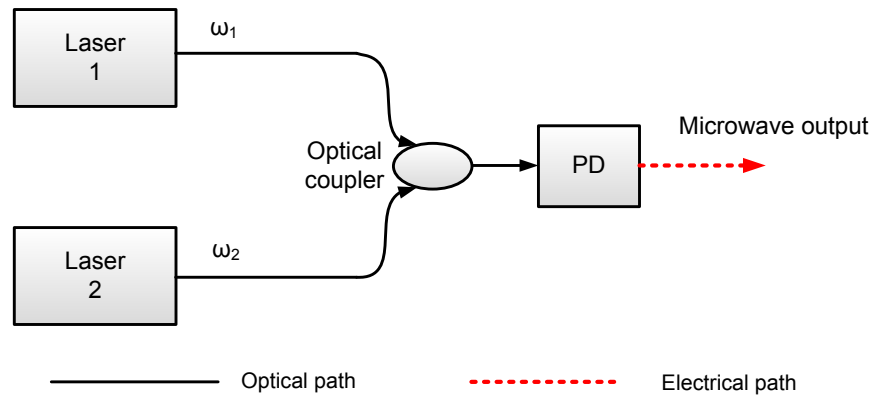 Laser
1
ω₁
Optical
coupler
PD
Microwave output
Laser
2
ω₂
Optical path
Electrical path